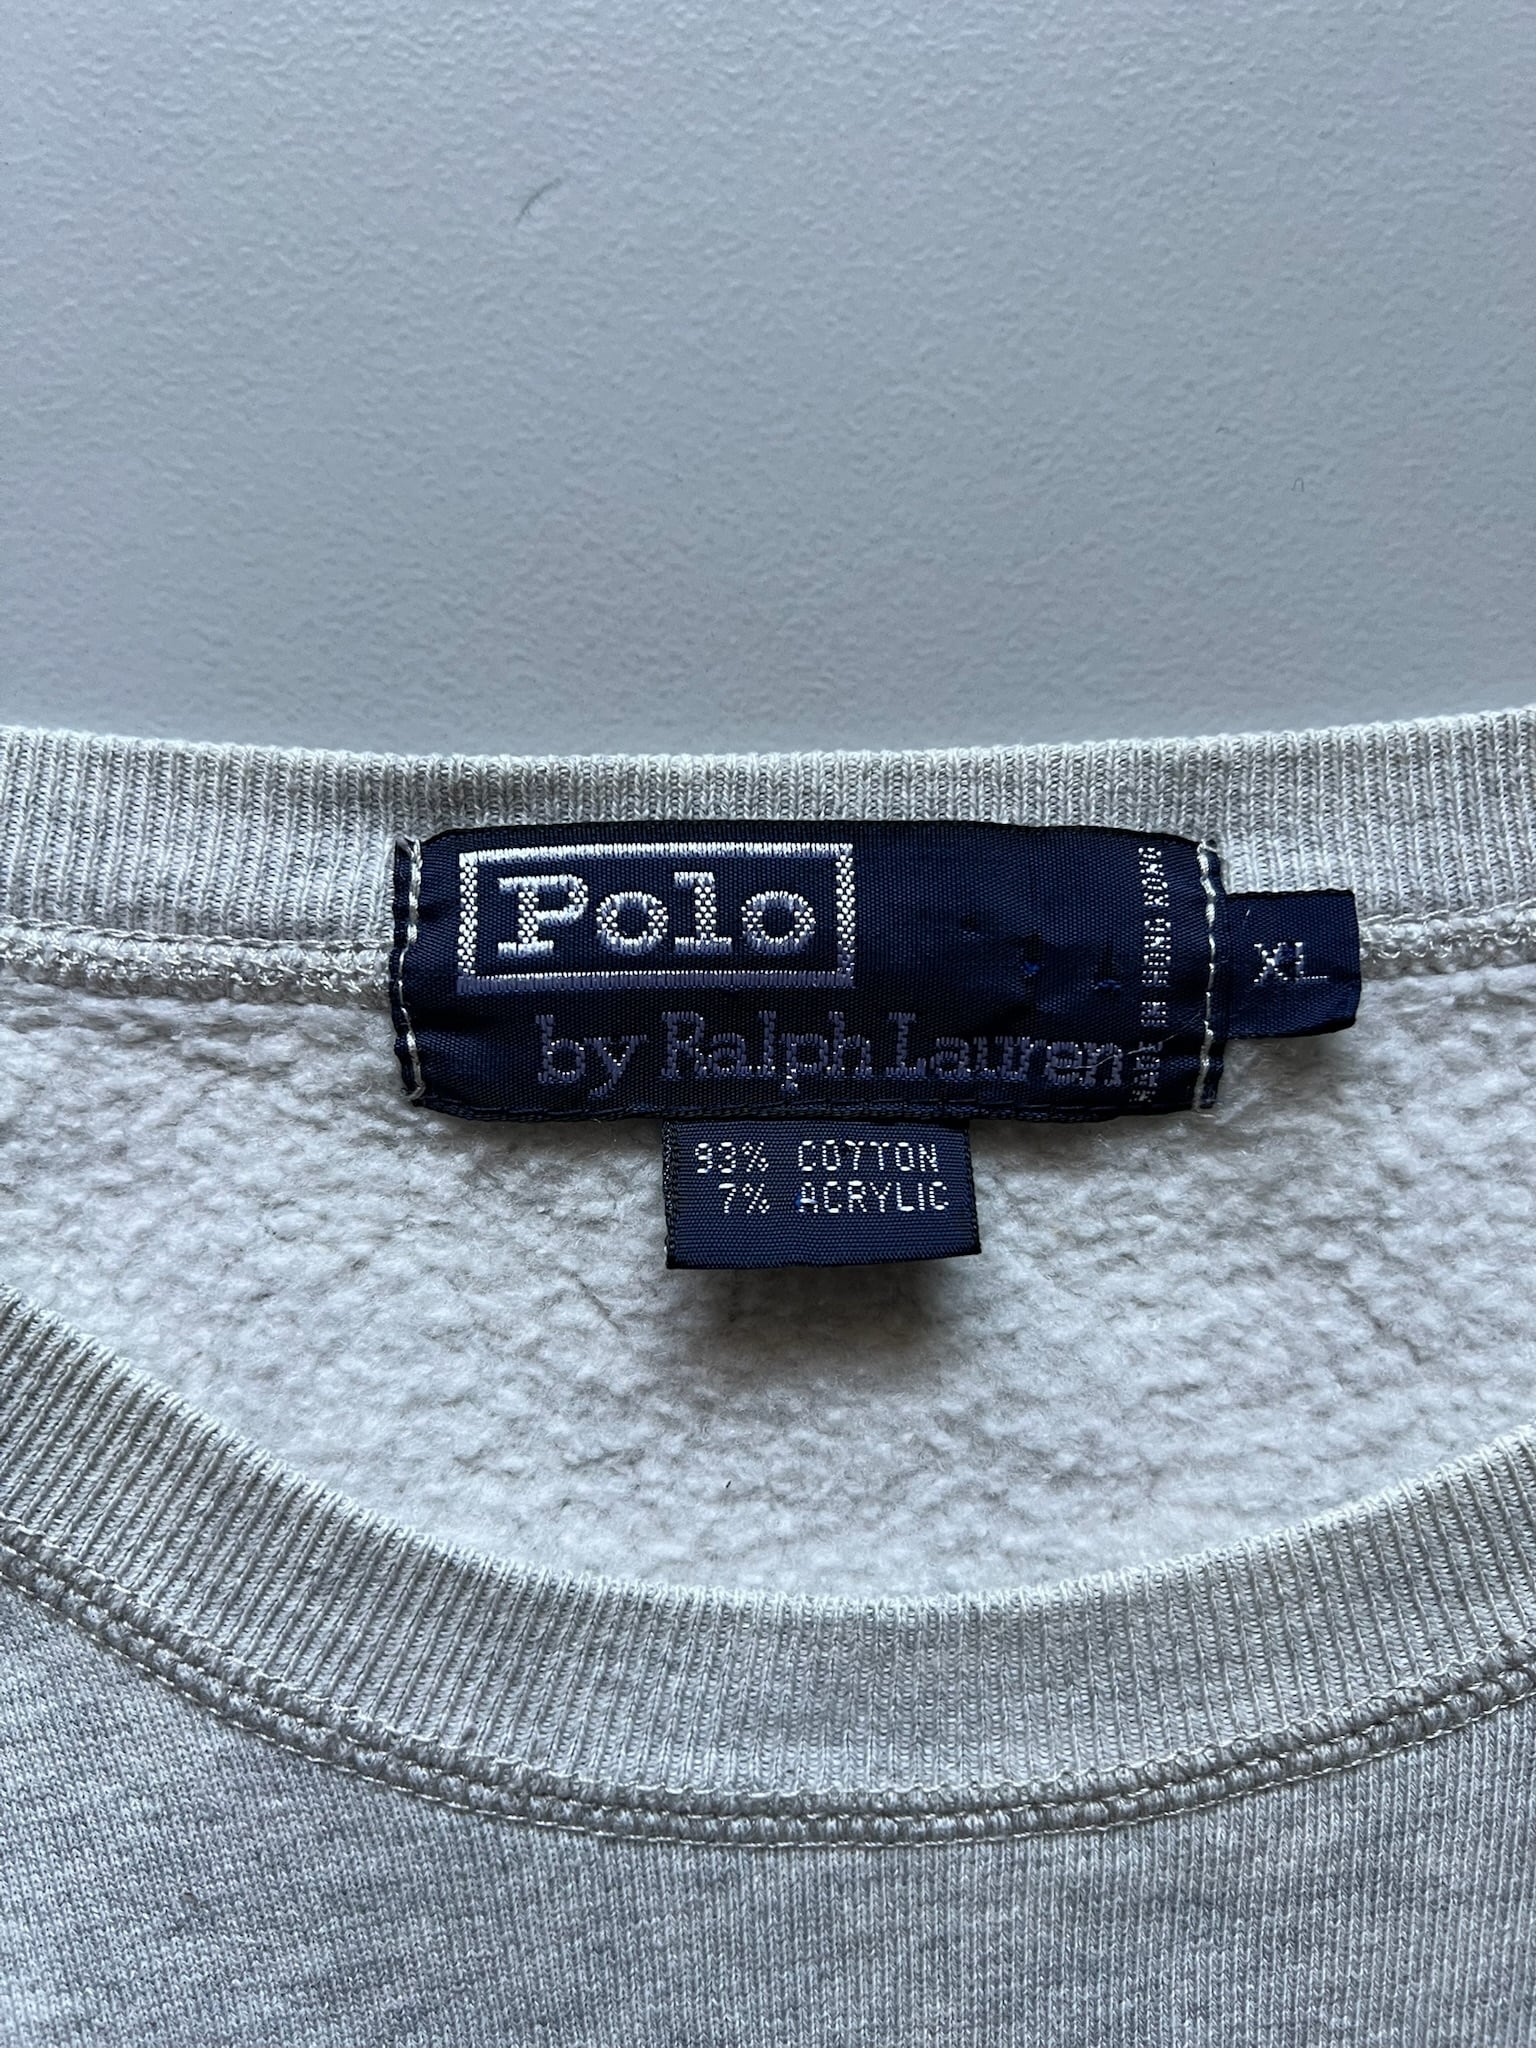 Polo
by Ralph Lauren
MADE IN HONG KONG
XL
93% COTTON
7% ACRYLIC